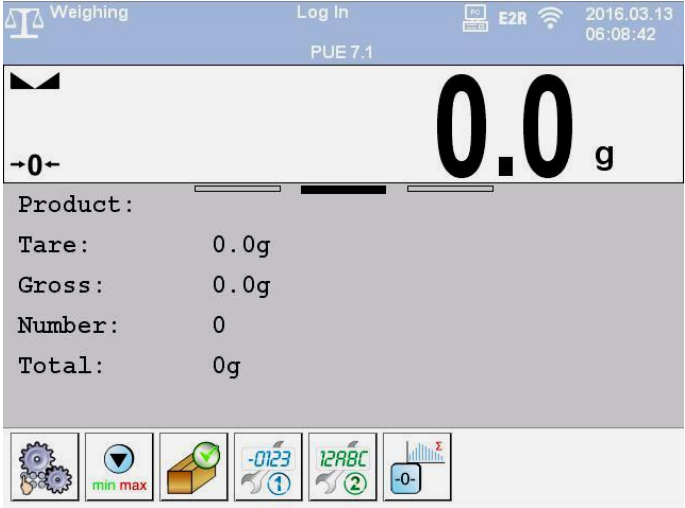 Weighing Log In PC E2R 2016.03.13
06:08:42
PUE 7.1
0.0 g
→0←
Product:
Tare: 0.0g
Gross: 0.0g
Number: 0
Total: 0g
min max
-0123 1
12ABC 2
Σ
-0-